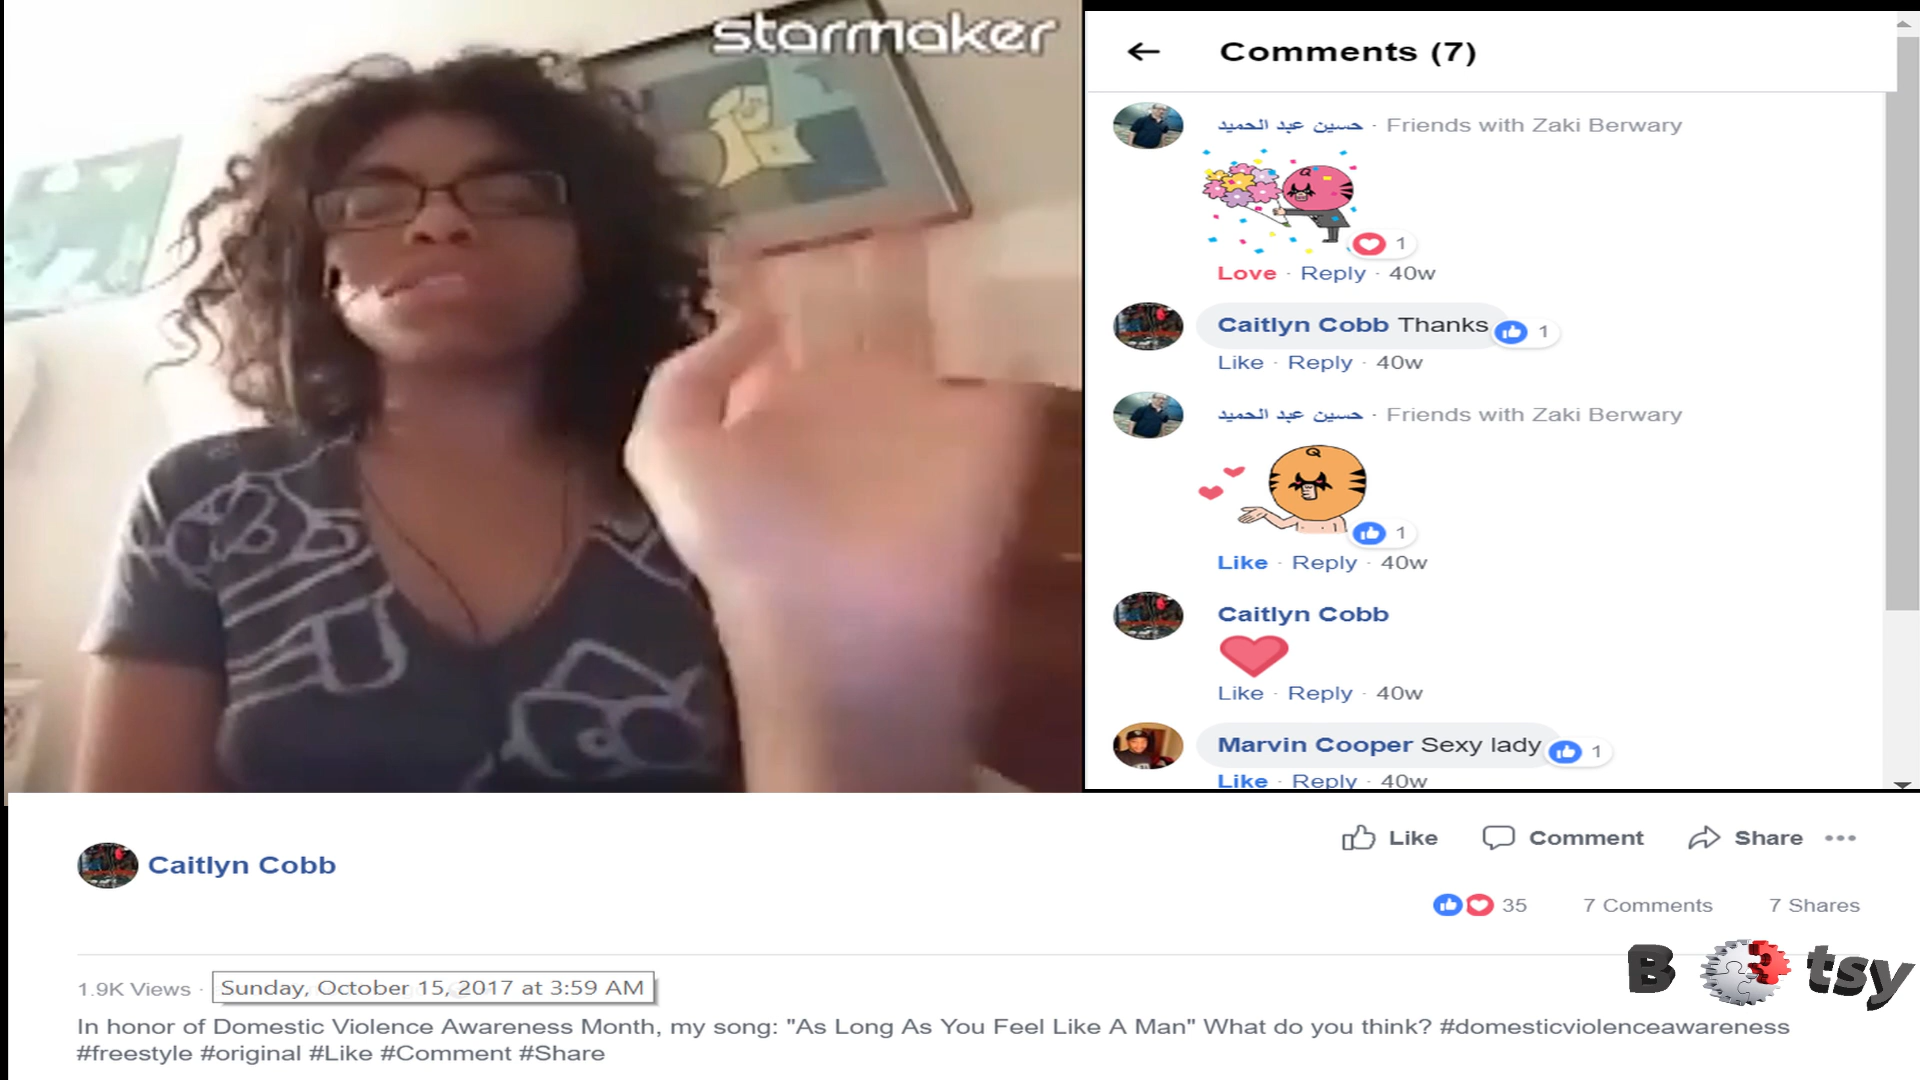 starmaker
Comments (7)
حسين عبد الحميد · Friends with Zaki Berwary
1
Love · Reply · 40w
Caitlyn Cobb Thanks 1
Like · Reply · 40w
حسين عبد الحميد · Friends with Zaki Berwary
1
Like · Reply · 40w
Caitlyn Cobb
Like · Reply · 40w
Marvin Cooper Sexy lady 1
Like · Reply · 40w
Like Comment Share
Caitlyn Cobb
35 7 Comments 7 Shares
B tsy
1.9K Views · Sunday, October 15, 2017 at 3:59 AM
In honor of Domestic Violence Awareness Month, my song: "As Long As You Feel Like A Man" What do you think? #domesticviolenceawareness
#freestyle #original #Like #Comment #Share